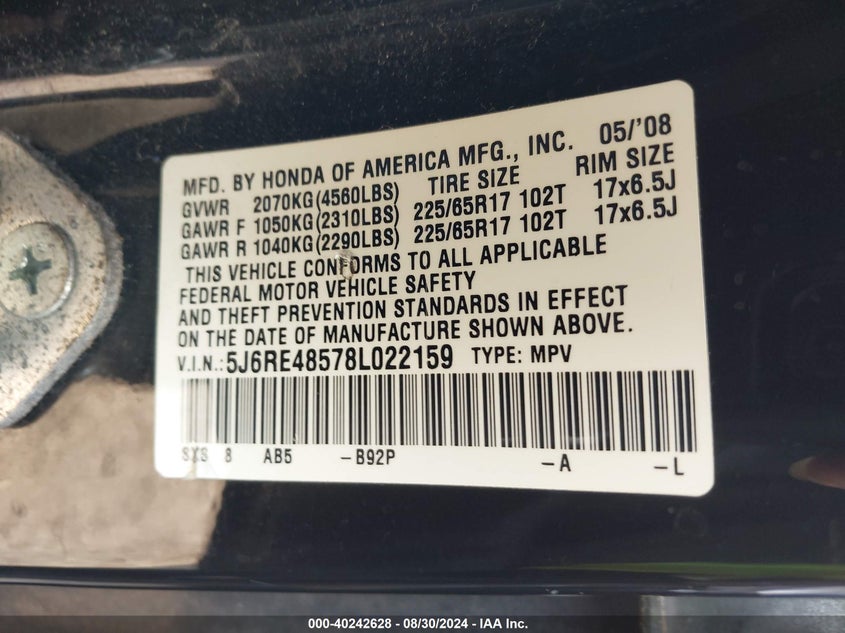 MFD. BY HONDA OF AMERICA MFG., INC. 05/'08
GVWR 2070KG(4560LBS) TIRE SIZE RIM SIZE
GAWR F 1050KG(2310LBS) 225/65R17 102T 17x6.5J
GAWR R 1040KG(2290LBS) 225/65R17 102T 17x6.5J
THIS VEHICLE CONFORMS TO ALL APPLICABLE
FEDERAL MOTOR VEHICLE SAFETY
AND THEFT PREVENTION STANDARDS IN EFFECT
ON THE DATE OF MANUFACTURE SHOWN ABOVE.
V.I.N.:5J6RE48578L022159 TYPE: MPV
SXS 8 AB5 -B92P -A -L
000-40242628 - 08/30/2024 - IAA Inc.